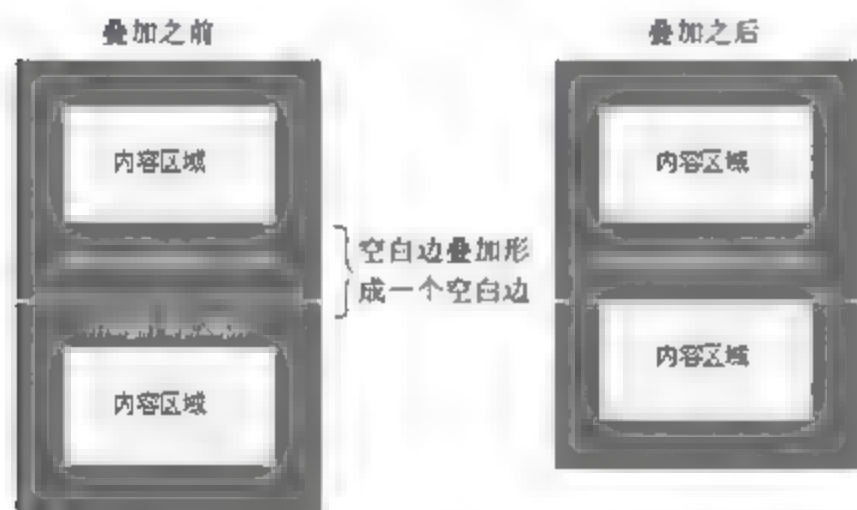 叠加之前
叠加之后
内容区域
内容区域
空白边叠加形
成一个空白边
内容区域
内容区域